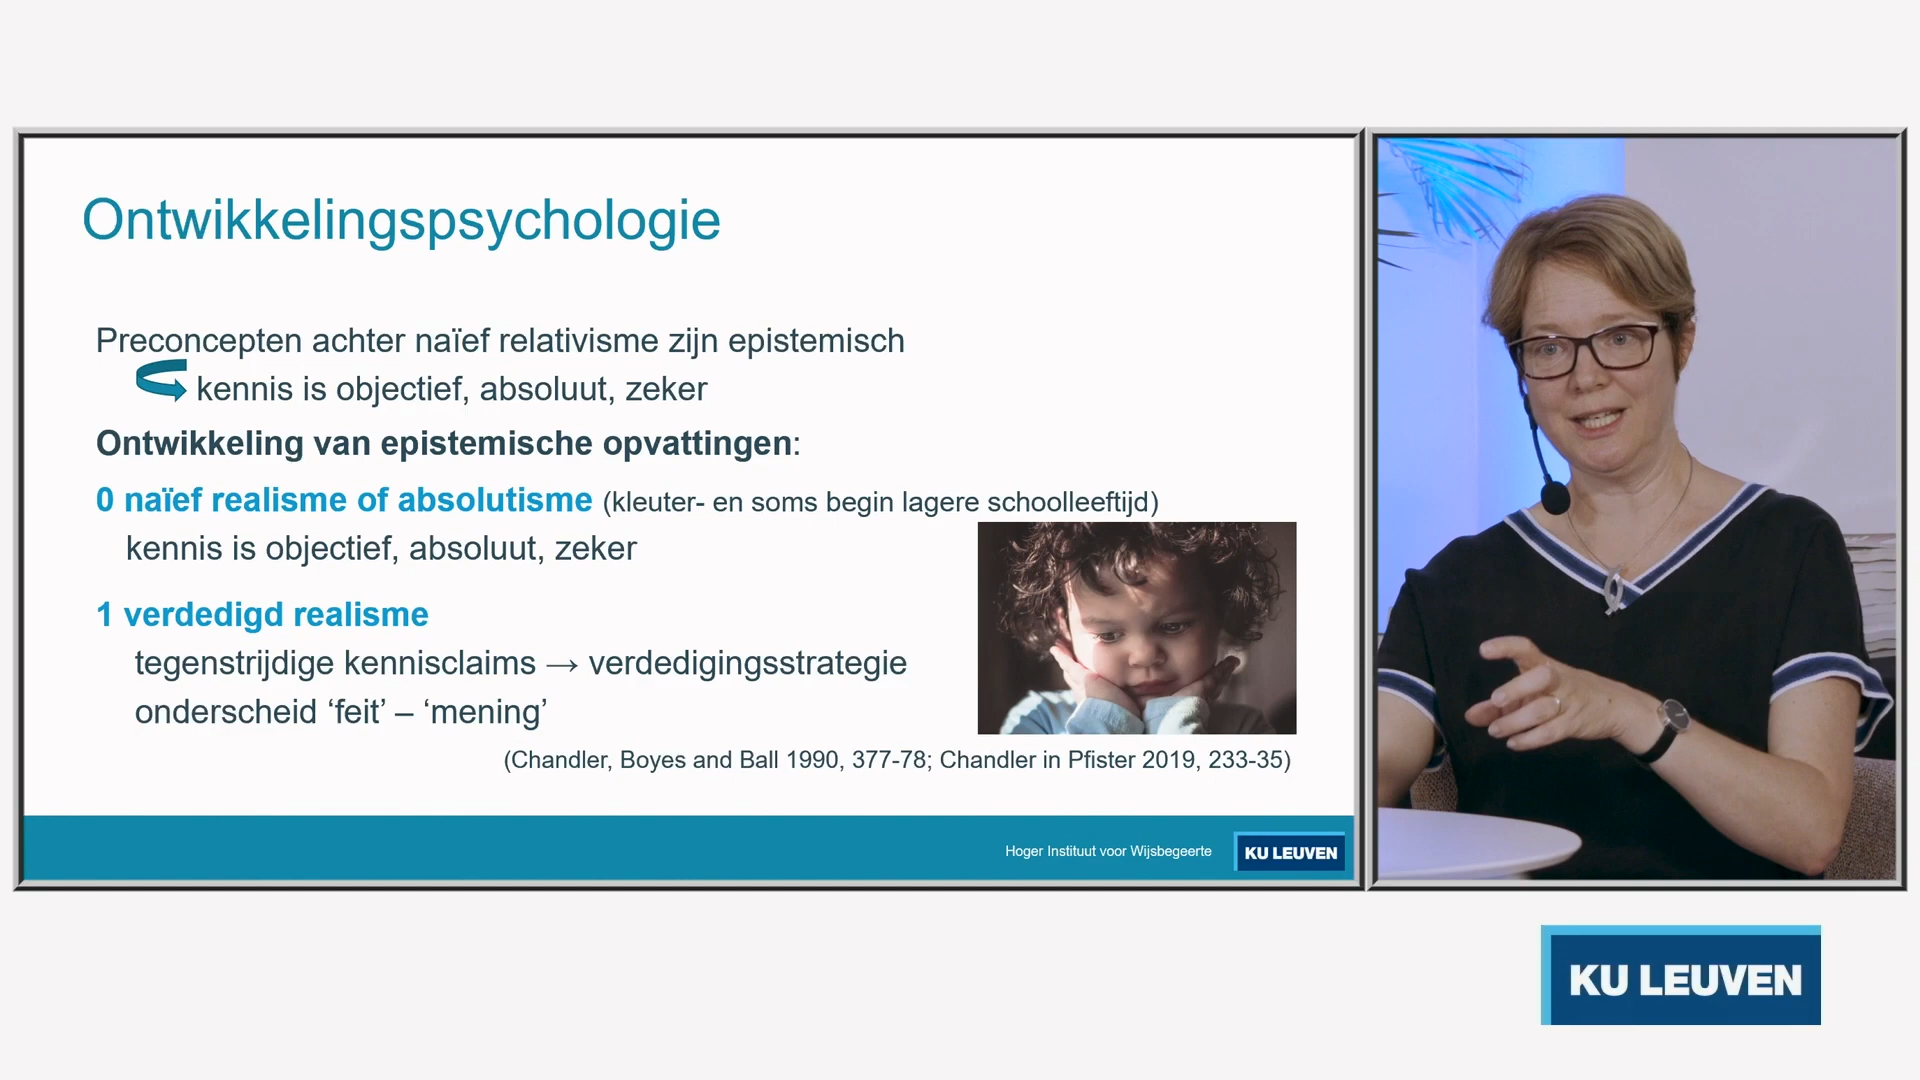 Ontwikkelingspsychologie
Preconcepten achter naïef relativisme zijn epistemisch
kennis is objectief, absoluut, zeker
Ontwikkeling van epistemische opvattingen:
0 naïef realisme of absolutisme (kleuter- en soms begin lagere schoolleeftijd)
kennis is objectief, absoluut, zeker
1 verdedigd realisme
tegenstrijdige kennisclaims → verdedigingsstrategie
onderscheid ‘feit’ – ‘mening’
(Chandler, Boyes and Ball 1990, 377-78; Chandler in Pfister 2019, 233-35)
Hoger Instituut voor Wijsbegeerte
KU LEUVEN
KU LEUVEN